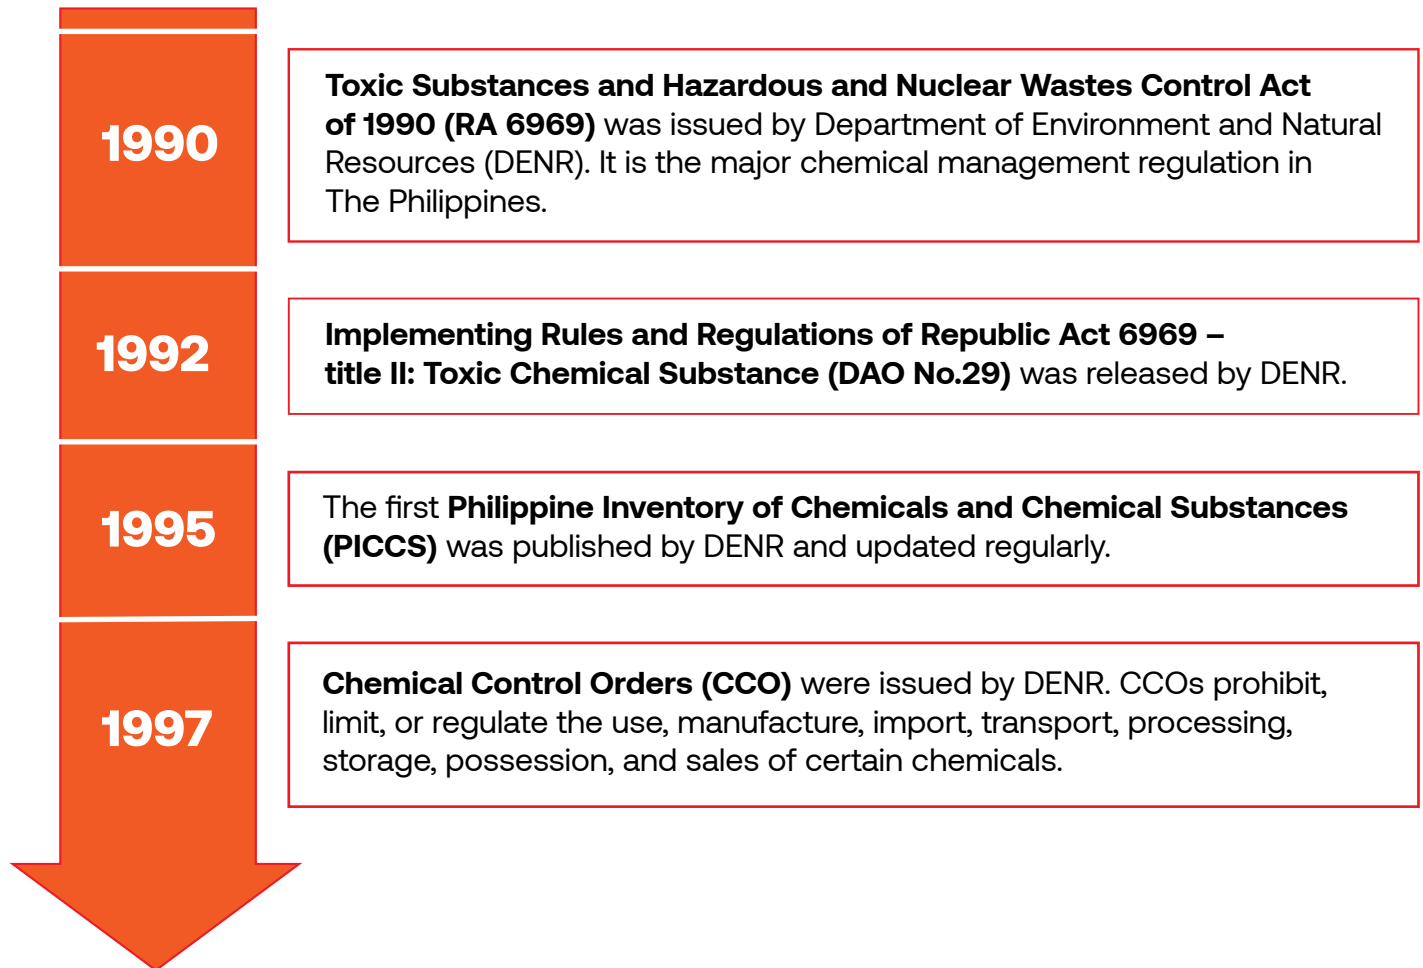 1990
Toxic Substances and Hazardous and Nuclear Wastes Control Act
of 1990 (RA 6969) was issued by Department of Environment and Natural
Resources (DENR). It is the major chemical management regulation in
The Philippines.
1992
Implementing Rules and Regulations of Republic Act 6969 –
title II: Toxic Chemical Substance (DAO No.29) was released by DENR.
1995
The first Philippine Inventory of Chemicals and Chemical Substances
(PICCS) was published by DENR and updated regularly.
1997
Chemical Control Orders (CCO) were issued by DENR. CCOs prohibit,
limit, or regulate the use, manufacture, import, transport, processing,
storage, possession, and sales of certain chemicals.